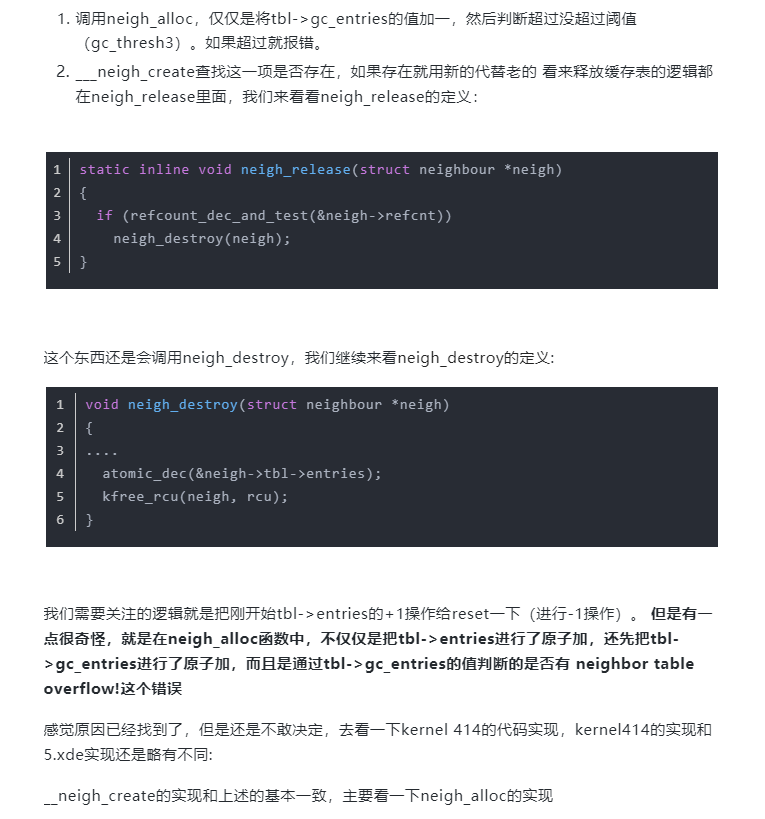 1. 调用neigh_alloc，仅仅是将tbl->gc_entries的值加一，然后判断超过没超过阈值
（gc_thresh3）。如果超过就报错。
2. ___neigh_create查找这一项是否存在，如果存在就用新的代替老的 看来释放缓存表的逻辑都
在neigh_release里面，我们来看看neigh_release的定义：
1 static inline void neigh_release(struct neighbour *neigh)
2 {
3   if (refcount_dec_and_test(&neigh->refcnt))
4     neigh_destroy(neigh);
5 }
这个东西还是会调用neigh_destroy，我们继续来看neigh_destroy的定义:
1 void neigh_destroy(struct neighbour *neigh)
2 {
3 ....
4   atomic_dec(&neigh->tbl->entries);
5   kfree_rcu(neigh, rcu);
6 }
我们需要关注的逻辑就是把刚开始tbl->entries的+1操作给reset一下（进行-1操作）。 但是有一
点很奇怪，就是在neigh_alloc函数中，不仅仅是把tbl->entries进行了原子加，还先把tbl-
>gc_entries进行了原子加，而且是通过tbl->gc_entries的值判断的是否有 neighbor table
overflow!这个错误
感觉原因已经找到了，但是还是不敢决定，去看一下kernel 414的代码实现，kernel414的实现和
5.xde实现还是略有不同:
__neigh_create的实现和上述的基本一致，主要看一下neigh_alloc的实现